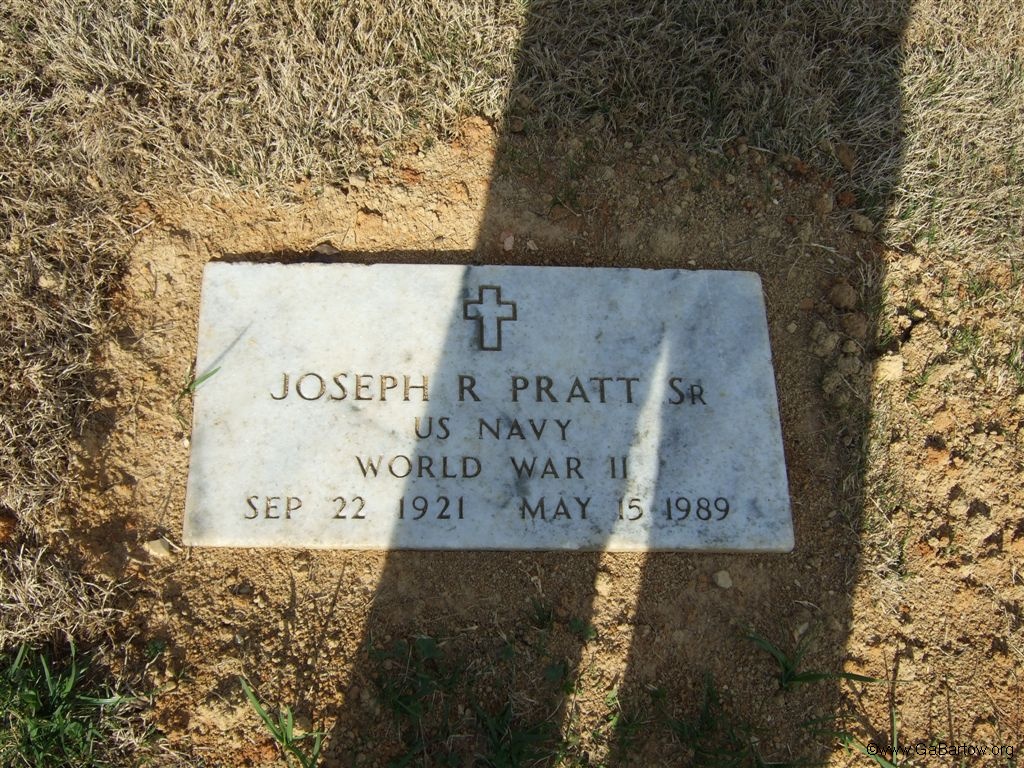 JOSEPH R PRATT SR
US NAVY
WORLD WAR II
SEP 22 1921 MAY 15 1989
©www.GaBartow.org